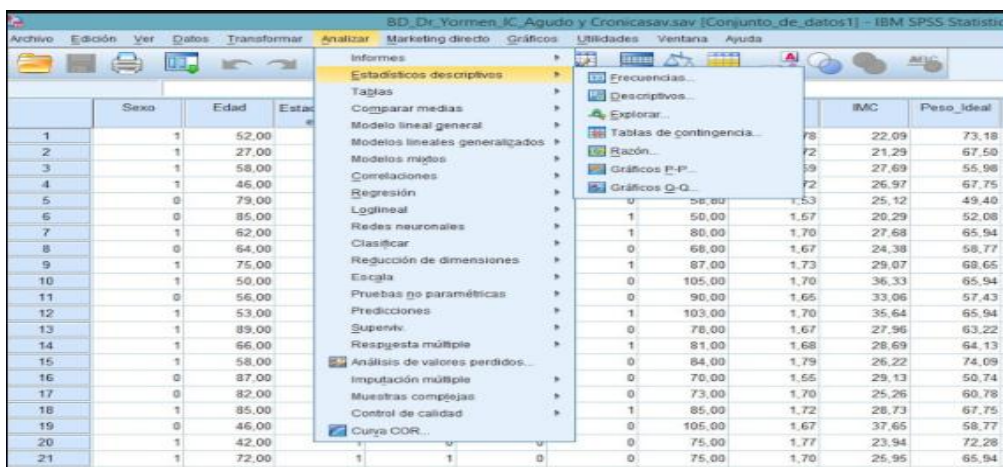 BD_Dr_Yormen_IC_Agudo y Cronicasav.sav [Conjunto_de_datos1] - IBM SPSS Statistic
Archivo Edición Ver Datos Transformar Analizar Marketing directo Gráficos Utilidades Ventana Ayuda
Informes
Estadísticos descriptivos
Tablas
Comparar medias
Modelo lineal general
Modelos lineales generalizados
Modelos mixtos
Correlaciones
Regresión
Loglineal
Redes neuronales
Clasificar
Reducción de dimensiones
Escala
Pruebas no paramétricas
Predicciones
Superviv.
Respuesta múltiple
Análisis de valores perdidos...
Imputación múltiple
Muestras complejas
Control de calidad
Curva COR...
Frecuencias...
Descriptivos...
Explorar...
Tablas de contingencia...
Razón...
Gráficos P-P...
Gráficos Q-Q...
Sexo Edad Estad IMC Peso_Ideal
1 1 52,00 78 22,09 73,18
2 1 27,00 72 21,29 67,50
3 1 58,00 59 27,69 55,98
4 1 46,00 72 26,97 67,75
5 0 79,00 0 58,80 1,53 25,12 49,40
6 0 85,00 1 50,00 1,57 20,29 52,08
7 1 62,00 1 80,00 1,70 27,68 65,94
8 0 64,00 0 68,00 1,67 24,38 58,77
9 1 75,00 1 87,00 1,73 29,07 68,65
10 1 50,00 0 105,00 1,70 36,33 65,94
11 0 56,00 0 90,00 1,65 33,06 57,43
12 1 53,00 1 103,00 1,70 35,64 65,94
13 1 89,00 0 78,00 1,67 27,96 63,22
14 1 66,00 1 81,00 1,68 28,69 64,13
15 1 58,00 0 84,00 1,79 26,22 74,09
16 0 87,00 0 70,00 1,55 29,13 50,74
17 0 82,00 0 73,00 1,70 25,26 60,78
18 1 85,00 1 85,00 1,72 28,73 67,75
19 0 46,00 0 105,00 1,67 37,65 58,77
20 1 42,00 1 0 0 0 75,00 1,77 23,94 72,28
21 1 72,00 1 1 0 0 75,00 1,70 25,95 65,94